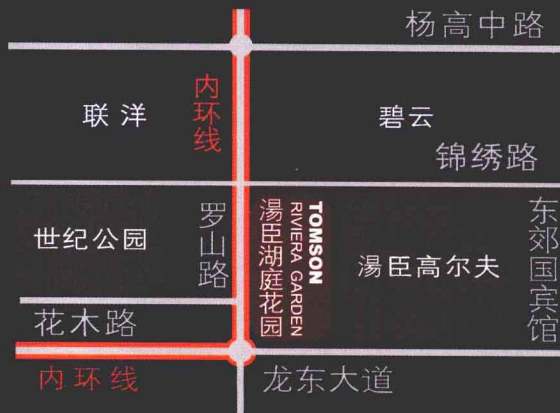 杨高中路
联洋
内环线
碧云
锦绣路
世纪公园
罗山路
湯臣湖庭花园
TOMSON
RIVIERA GARDEN
湯臣高尔夫
东郊国宾馆
花木路
内环线
龙东大道